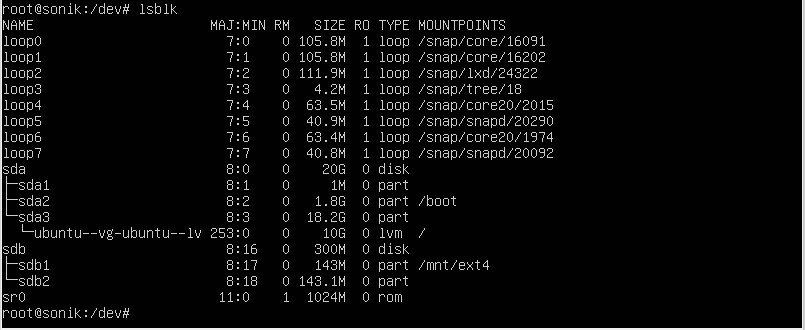 root@sonik:/dev# lsblk
NAME                      MAJ:MIN RM   SIZE RO TYPE MOUNTPOINTS
loop0                       7:0    0 105.8M  1 loop /snap/core/16091
loop1                       7:1    0 105.8M  1 loop /snap/core/16202
loop2                       7:2    0 111.9M  1 loop /snap/lxd/24322
loop3                       7:3    0   4.2M  1 loop /snap/tree/18
loop4                       7:4    0  63.5M  1 loop /snap/core20/2015
loop5                       7:5    0  40.9M  1 loop /snap/snapd/20290
loop6                       7:6    0  63.4M  1 loop /snap/core20/1974
loop7                       7:7    0  40.8M  1 loop /snap/snapd/20092
sda                         8:0    0    20G  0 disk
├─sda1                      8:1    0     1M  0 part
├─sda2                      8:2    0   1.8G  0 part /boot
└─sda3                      8:3    0  18.2G  0 part
  └─ubuntu--vg-ubuntu--lv 253:0    0    10G  0 lvm  /
sdb                         8:16   0   300M  0 disk
├─sdb1                      8:17   0   143M  0 part /mnt/ext4
└─sdb2                      8:18   0 143.1M  0 part
sr0                        11:0    1  1024M  0 rom
root@sonik:/dev#